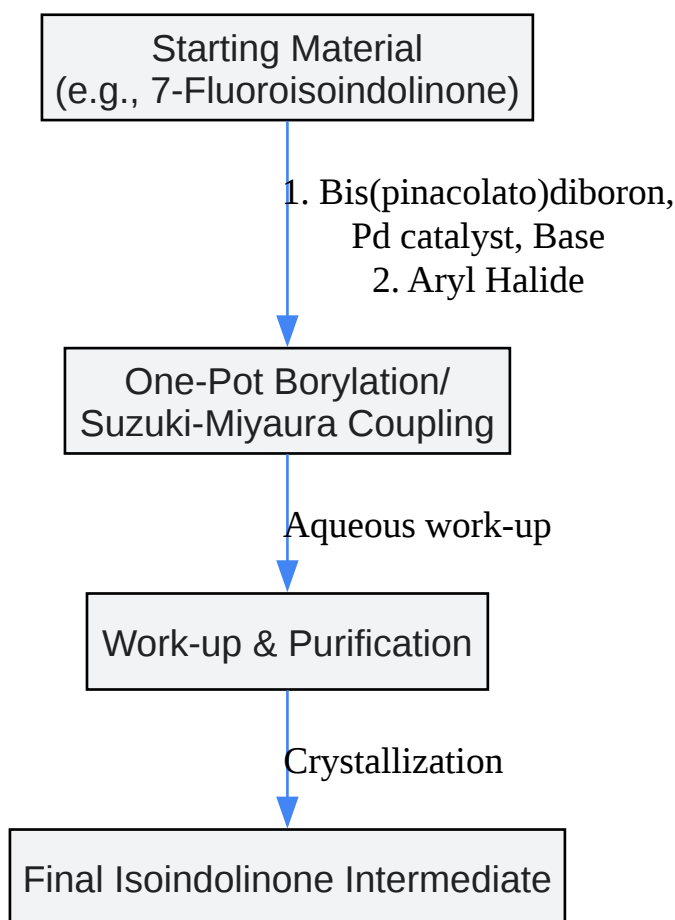 Starting Material
(e.g., 7-Fluoroisoindolinone)
1. Bis(pinacolato)diboron,
Pd catalyst, Base
2. Aryl Halide
One-Pot Borylation/
Suzuki-Miyaura Coupling
Aqueous work-up
Work-up & Purification
Crystallization
Final Isoindolinone Intermediate